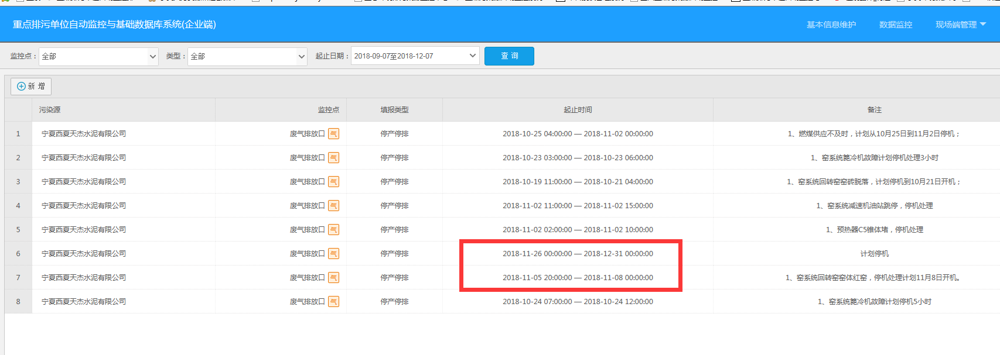 重点排污单位自动监控与基础数据库系统(企业端) 基本信息维护 数据监控 现场端管理
监控点： 全部 类型： 全部 起止日期： 2018-09-07至2018-12-07 查 询
新 增
污染源 监控点 填报类型 起止时间 备注
1 宁夏西夏天杰水泥有限公司 废气排放口 气 停产停排 2018-10-25 04:00:00 — 2018-11-02 00:00:00 1、燃煤供应不及时，计划从10月25日到11月2日停机；
2 宁夏西夏天杰水泥有限公司 废气排放口 气 停产停排 2018-10-23 03:00:00 — 2018-10-23 06:00:00 1、窑系统篦冷机故障计划停机处理3小时
3 宁夏西夏天杰水泥有限公司 废气排放口 气 停产停排 2018-10-19 11:00:00 — 2018-10-21 04:00:00 1、窑系统回转窑窑砖脱落，计划停机到10月21日开机；
4 宁夏西夏天杰水泥有限公司 废气排放口 气 停产停排 2018-11-02 11:00:00 — 2018-11-02 15:00:00 1、窑系统减速机油站跳停，停机处理
5 宁夏西夏天杰水泥有限公司 废气排放口 气 停产停排 2018-11-02 02:00:00 — 2018-11-02 10:00:00 1、预热器C5锥体堵，停机处理
6 宁夏西夏天杰水泥有限公司 废气排放口 气 停产停排 2018-11-26 00:00:00 — 2018-12-31 00:00:00 计划停机
7 宁夏西夏天杰水泥有限公司 废气排放口 气 停产停排 2018-11-05 20:00:00 — 2018-11-08 00:00:00 1、窑系统回转窑窑体红窑，停机处理计划11月8日开机。
8 宁夏西夏天杰水泥有限公司 废气排放口 气 停产停排 2018-10-24 07:00:00 — 2018-10-24 12:00:00 1、窑系统篦冷机故障计划停机5小时